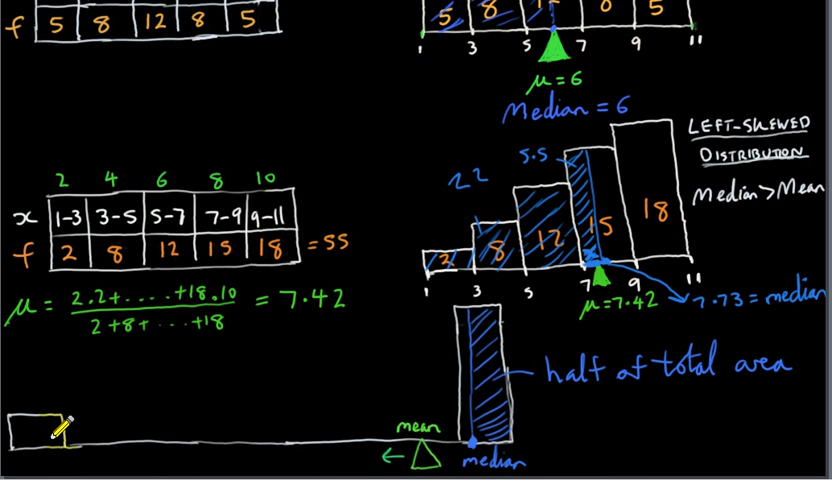 f 5 8 12 8 5
5 8 12 8 5
1 3 5 7 9 11
μ = 6
Median = 6
LEFT-SKEWED
DISTRIBUTION
Median > Mean
2 4 6 8 10
x 1-3 3-5 5-7 7-9 9-11
f 2 8 12 15 18 = 55
22
5.5
2 8 12 15 18
1 3 5 7 9 11
μ = 7.42
7.73 = median
μ = 2.2+.....+18.10 / 2+8+...+18 = 7.42
half of total area
mean
median